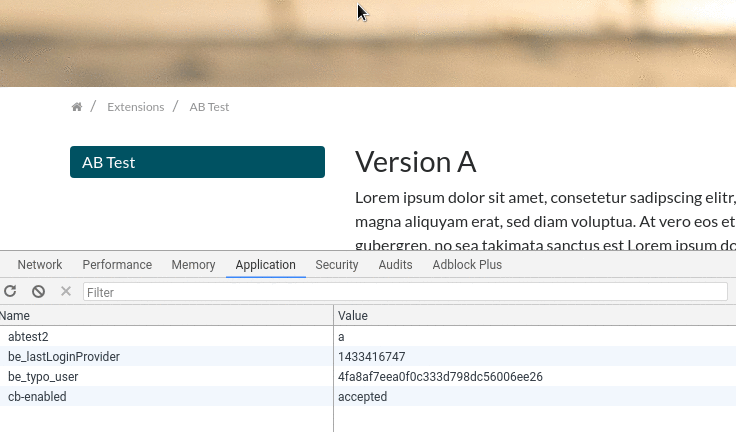 / Extensions / AB Test
AB Test
Version A
Lorem ipsum dolor sit amet, consetetur sadipscing elitr,
magna aliquyam erat, sed diam voluptua. At vero eos et
gubergren, no sea takimata sanctus est Lorem ipsum do
Network Performance Memory Application Security Audits Adblock Plus
Filter
Name Value
abtest2 a
be_lastLoginProvider 1433416747
be_typo_user 4fa8af7eea0f0c333d798dc56006ee26
cb-enabled accepted